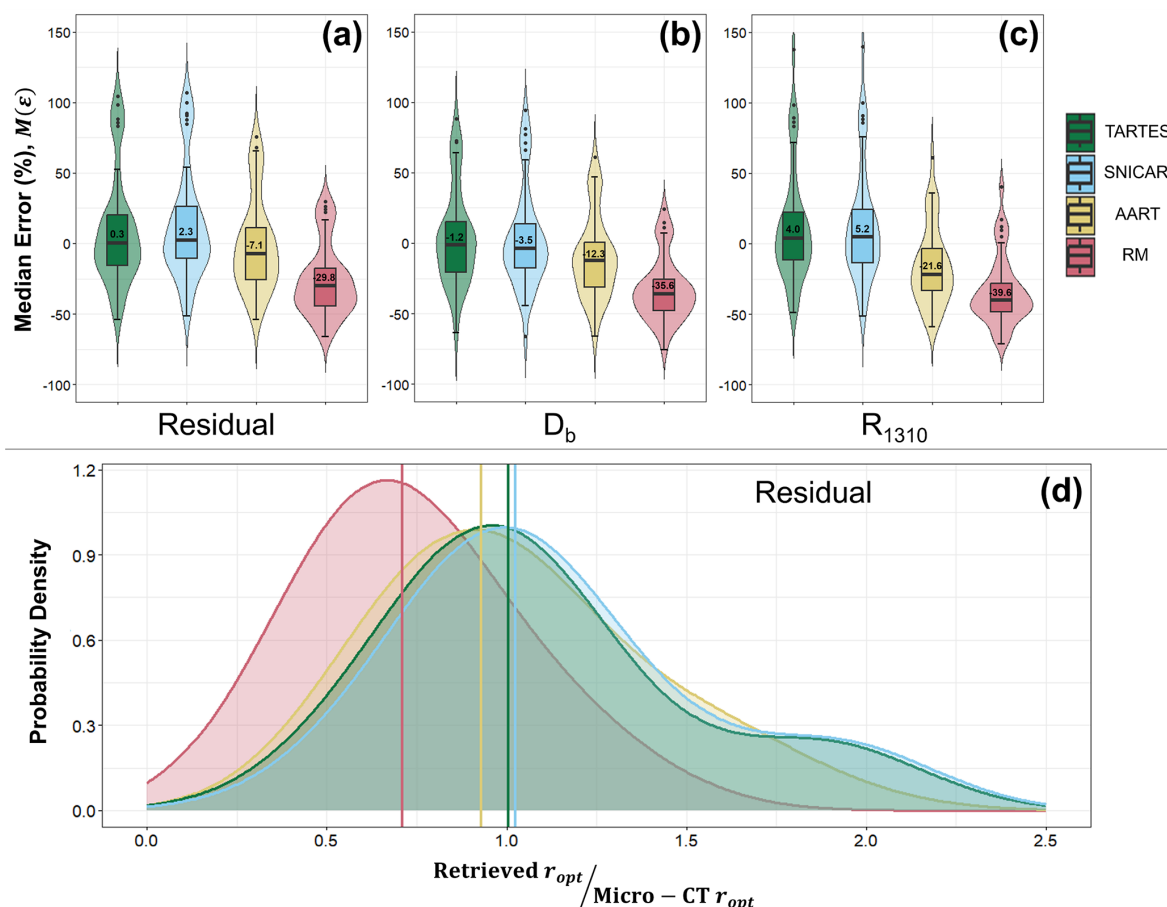 (a)
(b)
(c)
Median Error (%), M(ε)
150
100
50
0
-50
-100
0.3
2.3
-7.1
-29.8
Residual
150
100
50
0
-50
-100
-1.2
-3.5
-12.3
-35.6
D_b
150
100
50
0
-50
-100
4.0
5.2
-21.6
-39.6
R_1310
TARTES
SNICAR
AART
RM
Residual
(d)
Probability Density
1.2
0.9
0.6
0.3
0.0
0.0
0.5
1.0
1.5
2.0
2.5
Retrieved r_opt / Micro − CT r_opt